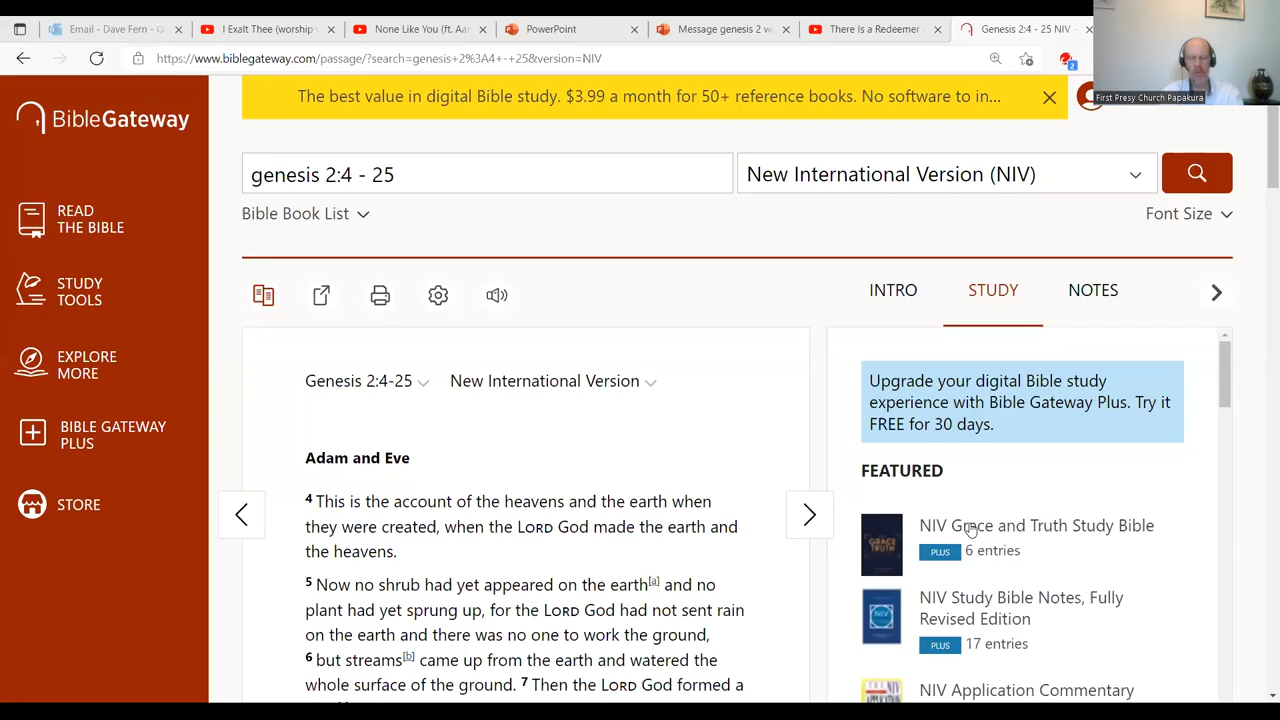 Email - Dave Fern - O
I Exalt Thee (worship
None Like You (ft. Aar
PowerPoint
Message genesis 2 w
There Is a Redeemer -
Genesis 2:4 - 25 NIV
https://www.biblegateway.com/passage/?search=genesis+2%3A4+-+25&version=NIV
2
First Presy Church Papakura
The best value in digital Bible study. $3.99 a month for 50+ reference books. No software to in...
BibleGateway
genesis 2:4 - 25
New International Version (NIV)
Bible Book List
Font Size
READ
THE BIBLE
STUDY
TOOLS
EXPLORE
MORE
BIBLE GATEWAY
PLUS
STORE
INTRO
STUDY
NOTES
Genesis 2:4-25
New International Version
Adam and Eve
4 This is the account of the heavens and the earth when
they were created, when the LORD God made the earth and
the heavens.
5 Now no shrub had yet appeared on the earth[a] and no
plant had yet sprung up, for the LORD God had not sent rain
on the earth and there was no one to work the ground,
6 but streams[b] came up from the earth and watered the
whole surface of the ground. 7 Then the LORD God formed a
Upgrade your digital Bible study
experience with Bible Gateway Plus. Try it
FREE for 30 days.
FEATURED
GRACE
TRUTH
NIV Grace and Truth Study Bible
PLUS 6 entries
NIV
NIV Study Bible Notes, Fully
Revised Edition
PLUS 17 entries
NIV Application Commentary